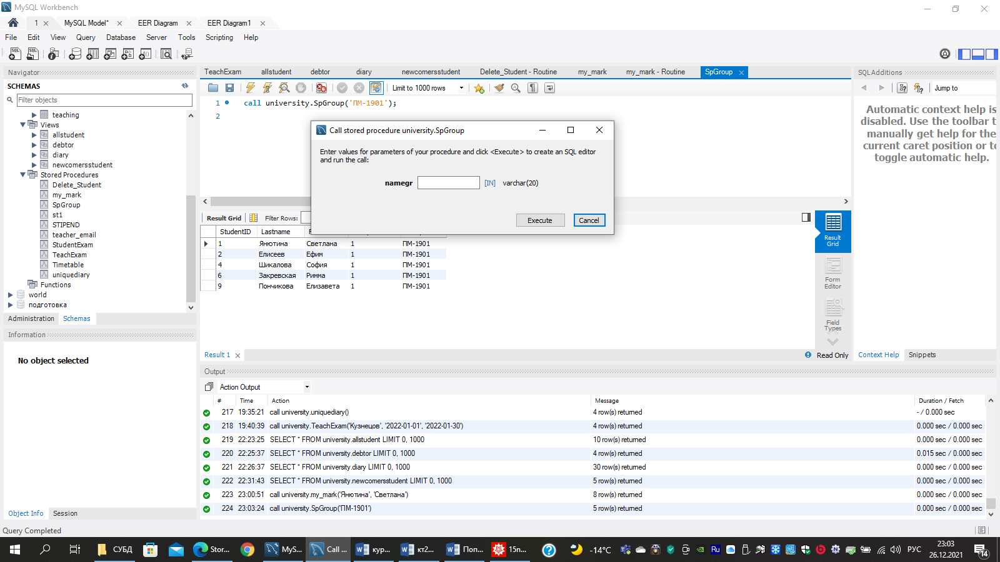 MySQL Workbench
1 MySQL Model* EER Diagram EER Diagram1
File Edit View Query Database Server Tools Scripting Help
Navigator
SCHEMAS
Filter objects
teaching
Views
allstudent
debtor
diary
newcomersstudent
Stored Procedures
Delete_Student
my_mark
SpGroup
st1
STIPEND
teacher_email
StudentExam
TeachExam
Timetable
uniquediary
Functions
world
подготовка
Administration Schemas
Information
No object selected
Object Info Session
TeachExam allstudent debtor diary newcomersstudent Delete_Student - Routine my_mark my_mark - Routine SpGroup
Limit to 1000 rows
1 call university.SpGroup('ПМ-1901');
2
Call stored procedure university.SpGroup
Enter values for parameters of your procedure and click <Execute> to create an SQL editor
and run the call:
namegr [IN] varchar(20)
Execute Cancel
Result Grid Filter Rows:
StudentID Lastname
1 Янютина Светлана 1 ПМ-1901
2 Елисеев Ефим 1 ПМ-1901
4 Шикалова София 1 ПМ-1901
6 Закревская Римма 1 ПМ-1901
9 Пончикова Елизавета 1 ПМ-1901
Result
Grid
Form
Editor
Field
Types
Result 1
Read Only
SQLAdditions
Jump to
Automatic context help is
disabled. Use the toolbar t
manually get help for the
current caret position or to
toggle automatic help.
Context Help Snippets
Output
Action Output
# Time Action Message Duration / Fetch
217 19:35:21 call university.uniquediary() 4 row(s) returned - / 0.000 sec
218 19:40:39 call university.TeachExam('Кузнецов', '2022-01-01', '2022-01-30') 4 row(s) returned 0.000 sec / 0.000 sec
219 22:23:25 SELECT * FROM university.allstudent LIMIT 0, 1000 10 row(s) returned 0.000 sec / 0.000 sec
220 22:25:37 SELECT * FROM university.debtor LIMIT 0, 1000 4 row(s) returned 0.015 sec / 0.000 sec
221 22:26:37 SELECT * FROM university.diary LIMIT 0, 1000 30 row(s) returned 0.000 sec / 0.000 sec
222 22:31:43 SELECT * FROM university.newcomersstudent LIMIT 0, 1000 5 row(s) returned 0.000 sec / 0.000 sec
223 23:00:51 call university.my_mark('Янютина', 'Светлана') 8 row(s) returned 0.000 sec / 0.000 sec
224 23:03:24 call university.SpGroup('ПМ-1901') 5 row(s) returned 0.000 sec / 0.000 sec
Query Completed
СУБД Stor... MyS... Call ... кур... кт2... Поп... 15n... -14°C Ru РУС 23:03
26.12.2021
14